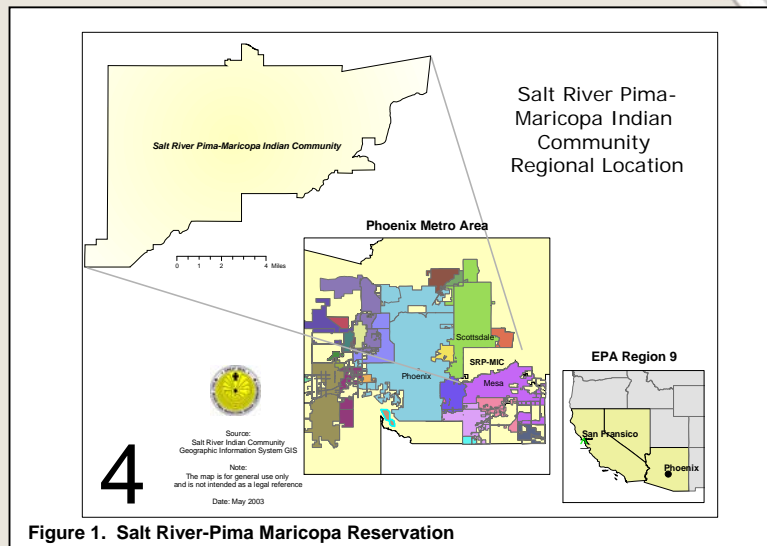 Salt River Pima-
Maricopa Indian
Community
Regional Location
Salt River Pima-Maricopa Indian Community
0 1 2 4 Miles
Phoenix Metro Area
Scottsdale
SRP-MIC
Phoenix
Mesa
EPA Region 9
San Fransico
Phoenix
Source:
Salt River Indian Community
Geographic Information System GIS
Note:
The map is for general use only
and is not intended as a legal reference
Date: May 2003
4
Figure 1. Salt River-Pima Maricopa Reservation